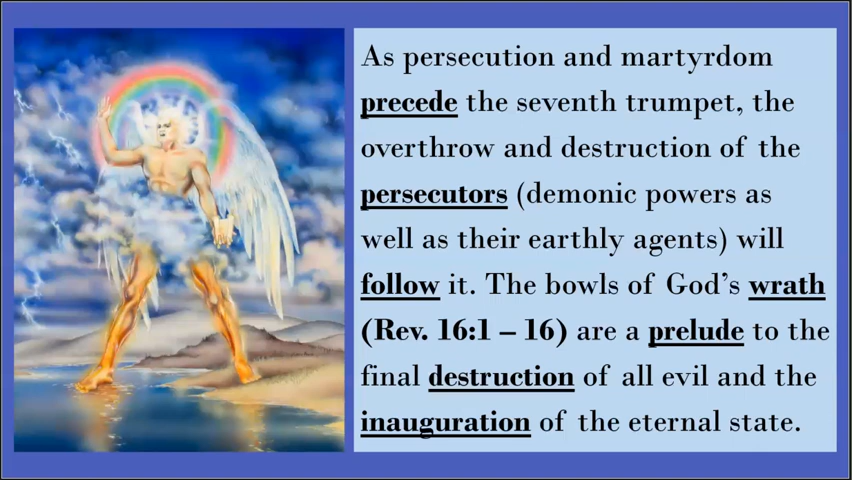 As persecution and martyrdom
precede the seventh trumpet, the
overthrow and destruction of the
persecutors (demonic powers as
well as their earthly agents) will
follow it. The bowls of God’s wrath
(Rev. 16:1 – 16) are a prelude to the
final destruction of all evil and the
inauguration of the eternal state.